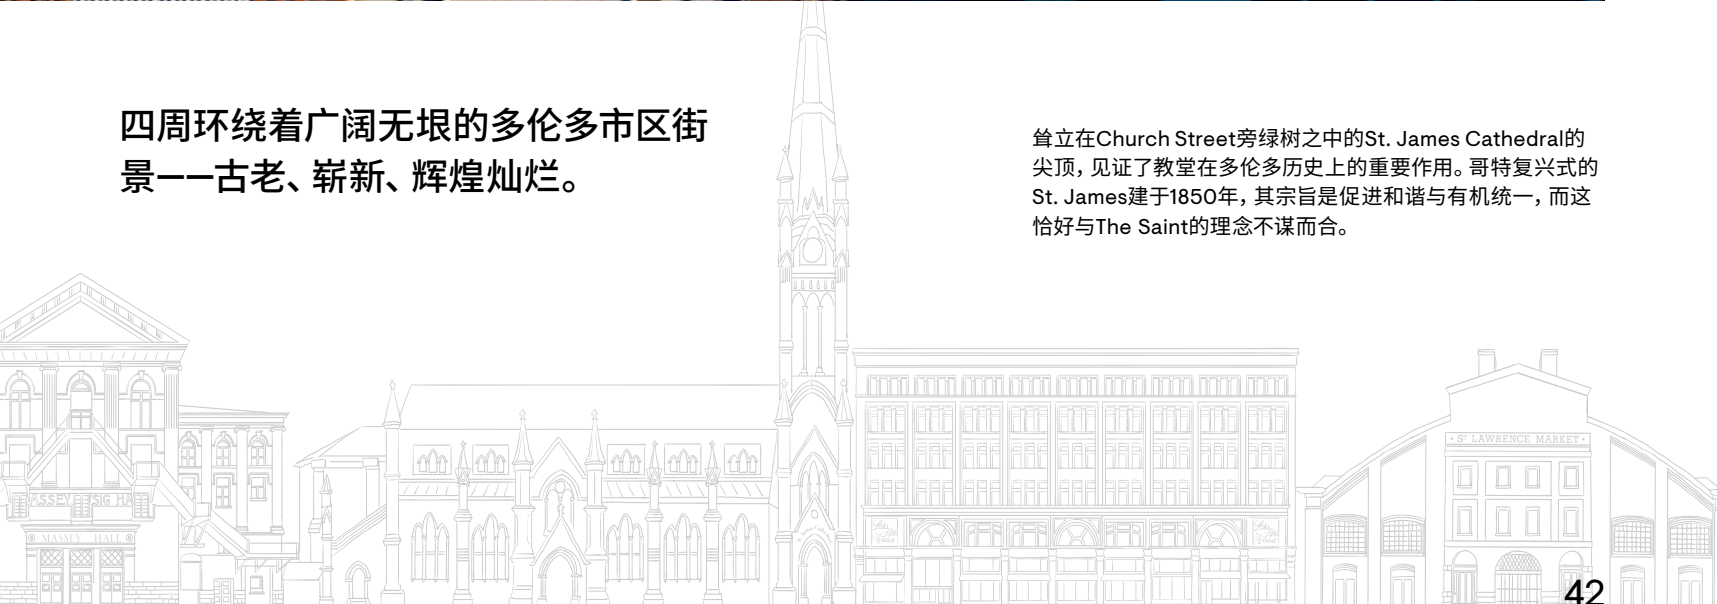 四周环绕着广阔无垠的多伦多市区街
景——古老、崭新、辉煌灿烂。
耸立在Church Street旁绿树之中的St. James Cathedral的
尖顶，见证了教堂在多伦多历史上的重要作用。哥特复兴式的
St. James建于1850年，其宗旨是促进和谐与有机统一，而这
恰好与The Saint的理念不谋而合。
• ST LAWRENCE MARKET •
MASSEY HALL
42